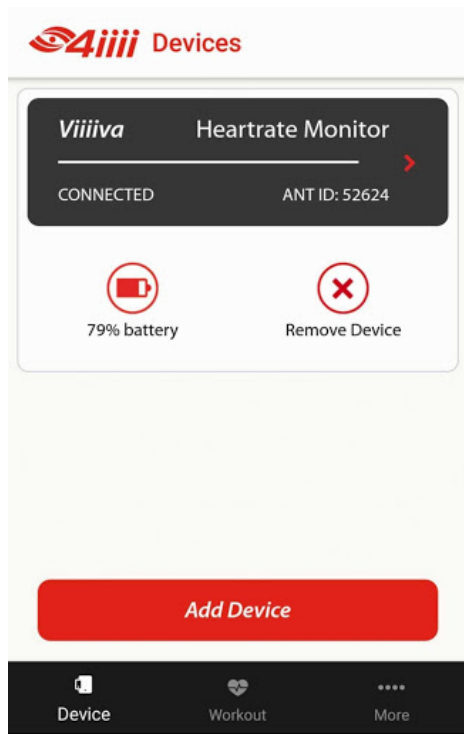 4iiii Devices
Viiiiva Heartrate Monitor
CONNECTED ANT ID: 52624
79% battery Remove Device
Add Device
Device Workout More